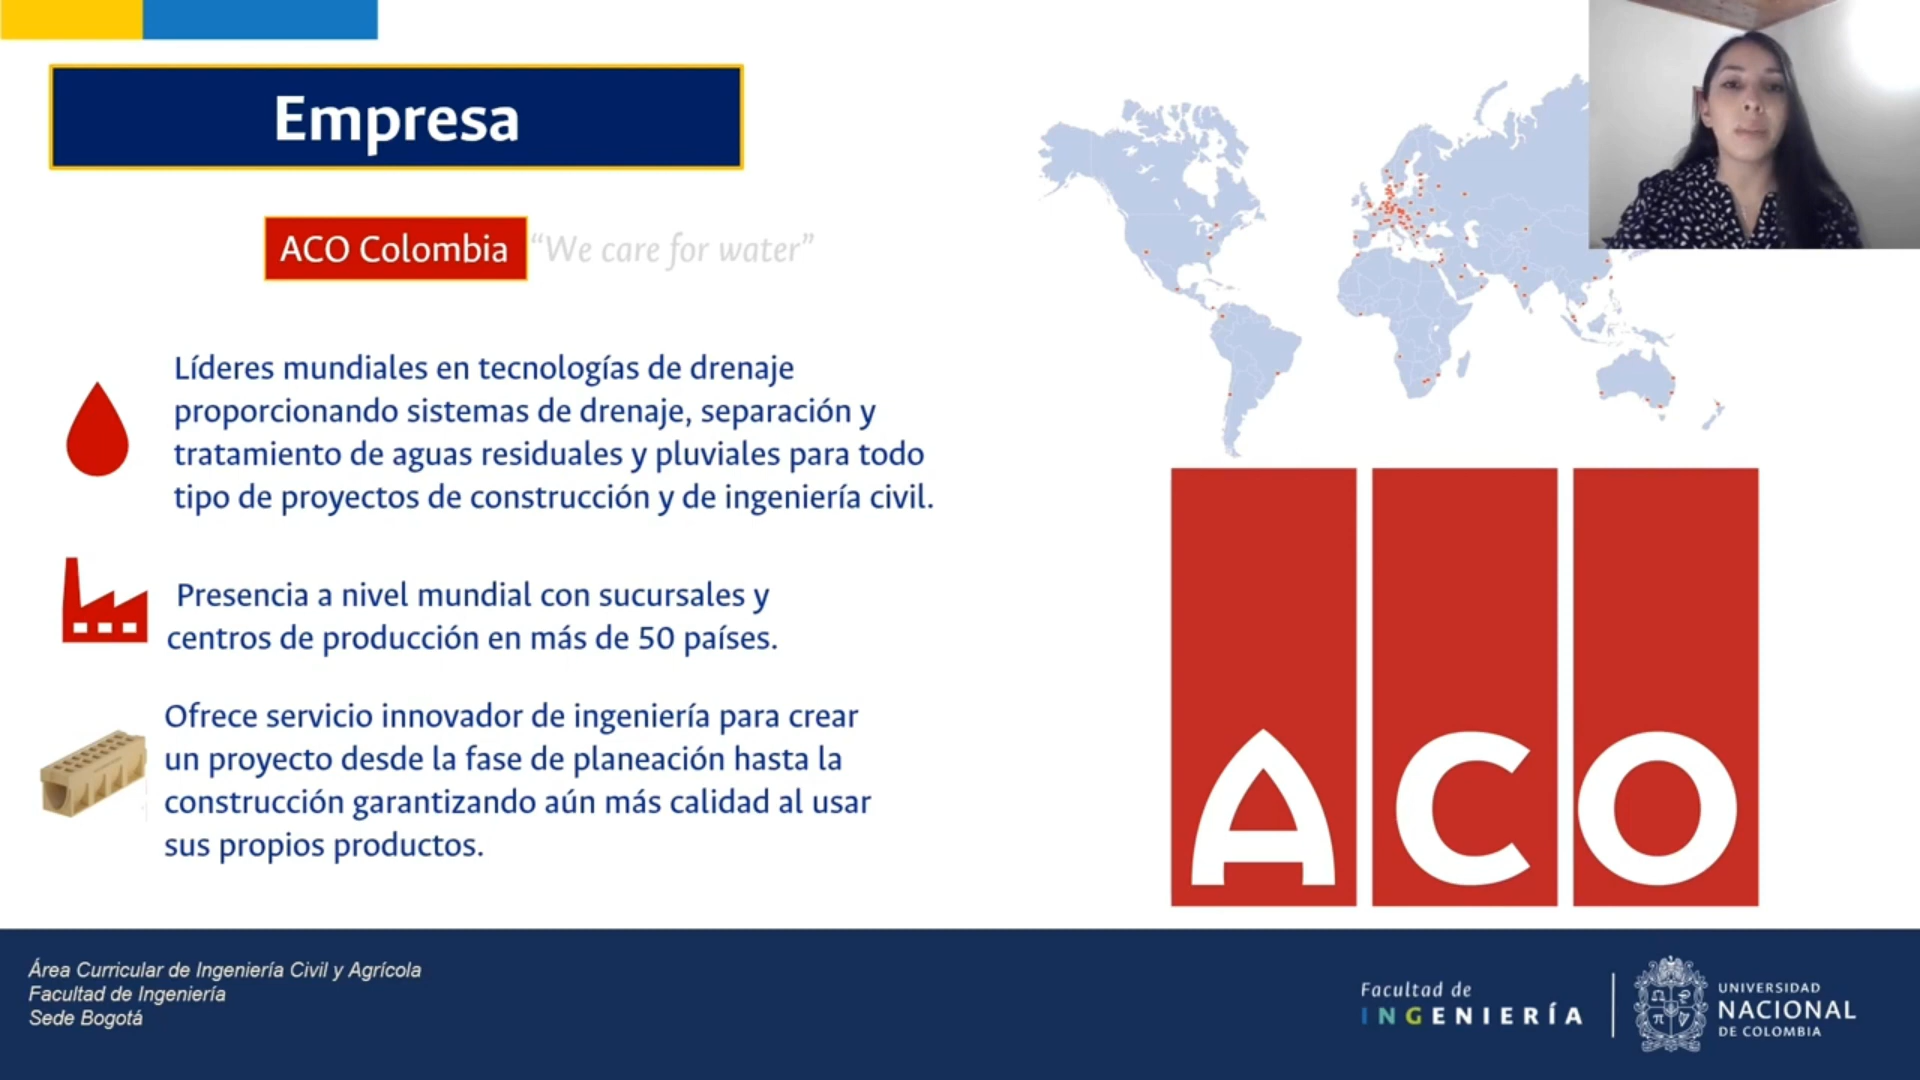 Empresa
ACO Colombia “We care for water”
Líderes mundiales en tecnologías de drenaje
proporcionando sistemas de drenaje, separación y
tratamiento de aguas residuales y pluviales para todo
tipo de proyectos de construcción y de ingeniería civil.
Presencia a nivel mundial con sucursales y
centros de producción en más de 50 países.
Ofrece servicio innovador de ingeniería para crear
un proyecto desde la fase de planeación hasta la
construcción garantizando aún más calidad al usar
sus propios productos.
ACO
Área Curricular de Ingeniería Civil y Agrícola
Facultad de Ingeniería
Sede Bogotá
Facultad de
INGENIERÍA
UNIVERSIDAD
NACIONAL
DE COLOMBIA